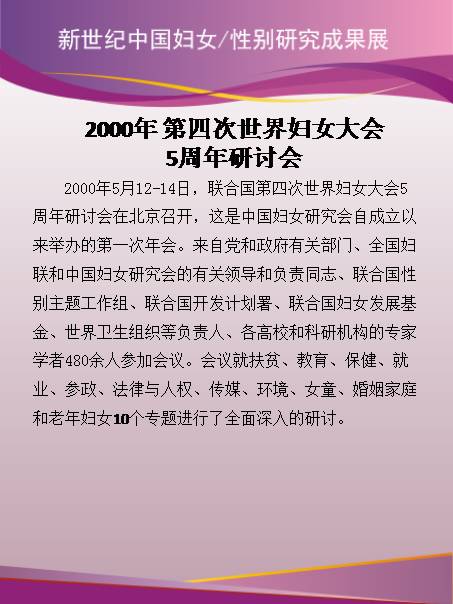 新世纪中国妇女/性别研究成果展
2000年 第四次世界妇女大会
5周年研讨会
2000年5月12-14日，联合国第四次世界妇女大会5
周年研讨会在北京召开，这是中国妇女研究会自成立以
来举办的第一次年会。来自党和政府有关部门、全国妇
联和中国妇女研究会的有关领导和负责同志、联合国性
别主题工作组、联合国开发计划署、联合国妇女发展基
金、世界卫生组织等负责人、各高校和科研机构的专家
学者480余人参加会议。会议就扶贫、教育、保健、就
业、参政、法律与人权、传媒、环境、女童、婚姻家庭
和老年妇女10个专题进行了全面深入的研讨。